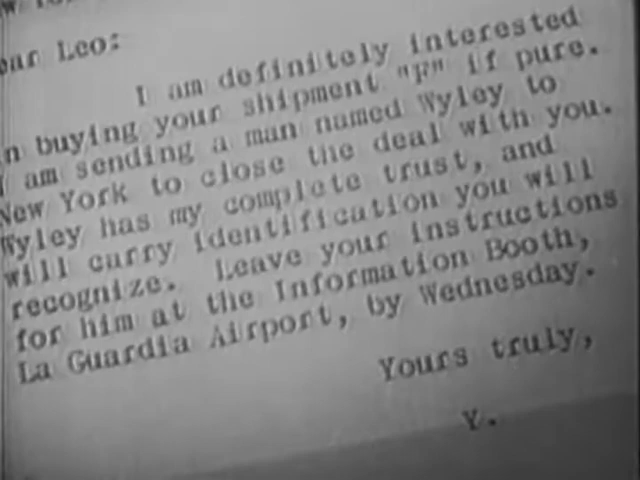 ear Leo:
I am definitely interested
n buying your shipment "F" if pure.
I am sending a man named Wyley to
New York to close the deal with you.
Wyley has my complete trust, and
will carry identification you will
recognize. Leave your instructions
for him at the Information Booth,
La Guardia Airport, by Wednesday.
Yours truly,
Y.